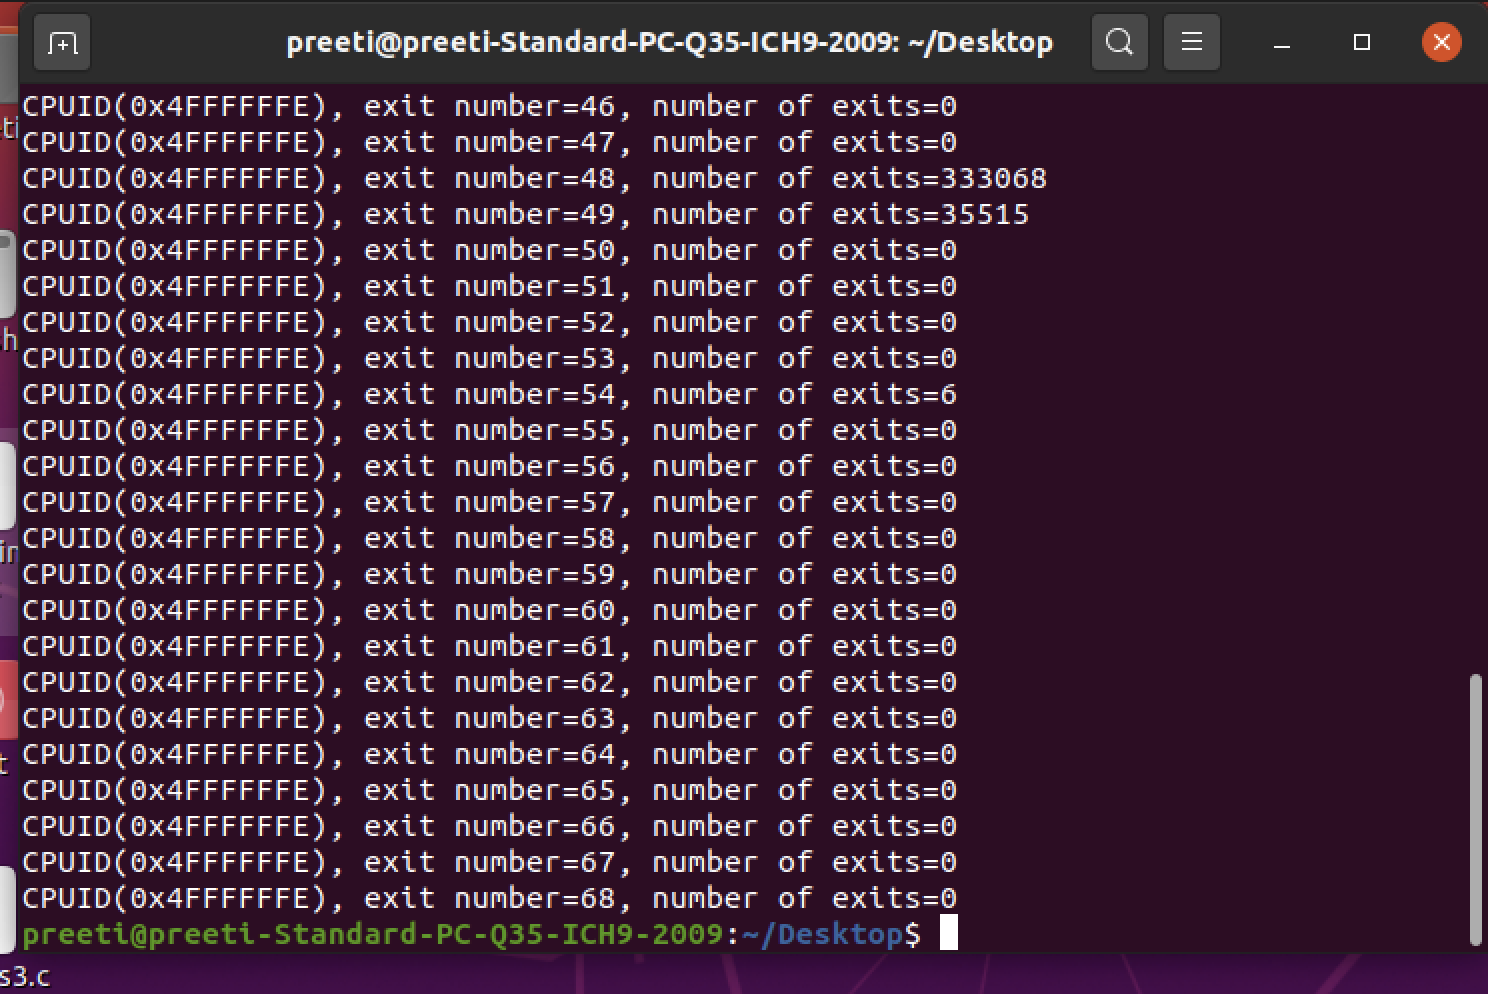 preeti@preeti-Standard-PC-Q35-ICH9-2009: ~/Desktop
CPUID(0x4FFFFFFE), exit number=46, number of exits=0
CPUID(0x4FFFFFFE), exit number=47, number of exits=0
CPUID(0x4FFFFFFE), exit number=48, number of exits=333068
CPUID(0x4FFFFFFE), exit number=49, number of exits=35515
CPUID(0x4FFFFFFE), exit number=50, number of exits=0
CPUID(0x4FFFFFFE), exit number=51, number of exits=0
CPUID(0x4FFFFFFE), exit number=52, number of exits=0
CPUID(0x4FFFFFFE), exit number=53, number of exits=0
CPUID(0x4FFFFFFE), exit number=54, number of exits=6
CPUID(0x4FFFFFFE), exit number=55, number of exits=0
CPUID(0x4FFFFFFE), exit number=56, number of exits=0
CPUID(0x4FFFFFFE), exit number=57, number of exits=0
CPUID(0x4FFFFFFE), exit number=58, number of exits=0
CPUID(0x4FFFFFFE), exit number=59, number of exits=0
CPUID(0x4FFFFFFE), exit number=60, number of exits=0
CPUID(0x4FFFFFFE), exit number=61, number of exits=0
CPUID(0x4FFFFFFE), exit number=62, number of exits=0
CPUID(0x4FFFFFFE), exit number=63, number of exits=0
CPUID(0x4FFFFFFE), exit number=64, number of exits=0
CPUID(0x4FFFFFFE), exit number=65, number of exits=0
CPUID(0x4FFFFFFE), exit number=66, number of exits=0
CPUID(0x4FFFFFFE), exit number=67, number of exits=0
CPUID(0x4FFFFFFE), exit number=68, number of exits=0
preeti@preeti-Standard-PC-Q35-ICH9-2009:~/Desktop$
s3.c